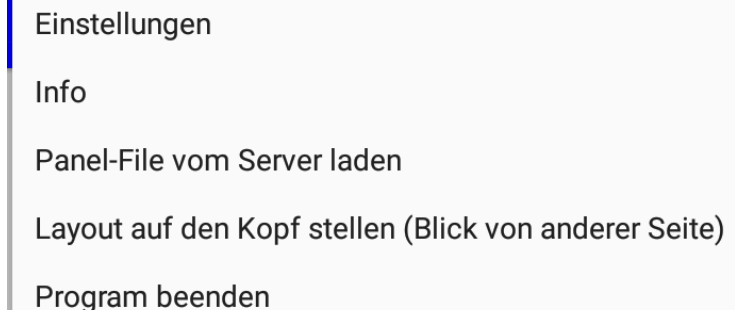 Einstellungen
Info
Panel-File vom Server laden
Layout auf den Kopf stellen (Blick von anderer Seite)
Program beenden